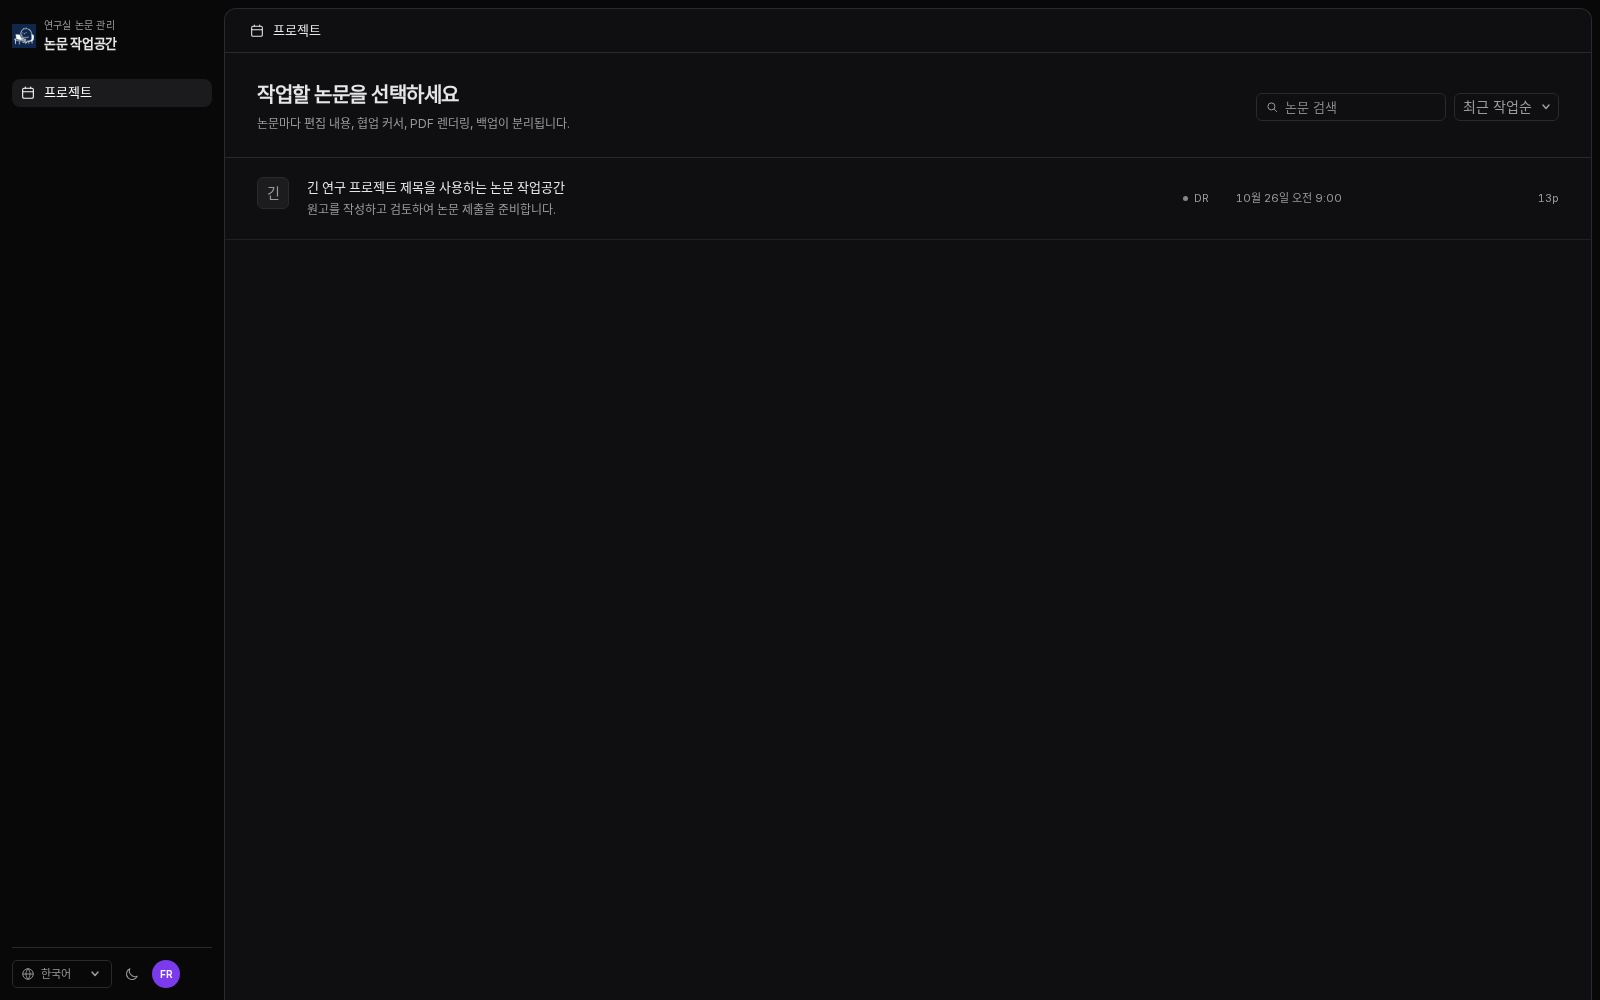 연구실 논문 관리
논문 작업공간
프로젝트
프로젝트
작업할 논문을 선택하세요
논문마다 편집 내용, 협업 커서, PDF 렌더링, 백업이 분리됩니다.
논문 검색
최근 작업순
긴
긴 연구 프로젝트 제목을 사용하는 논문 작업공간
원고를 작성하고 검토하여 논문 제출을 준비합니다.
DR
10월 26일 오전 9:00
13p
한국어
FR